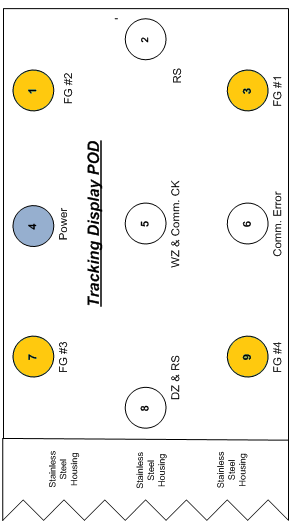 1
FG #2
2
RS
3
FG #1
Tracking Display POD
4
Power
5
WZ & Comm. CK
6
Comm. Error
7
FG #3
8
DZ & RS
9
FG #4
Stainless
Steel
Housing
Stainless
Steel
Housing
Stainless
Steel
Housing